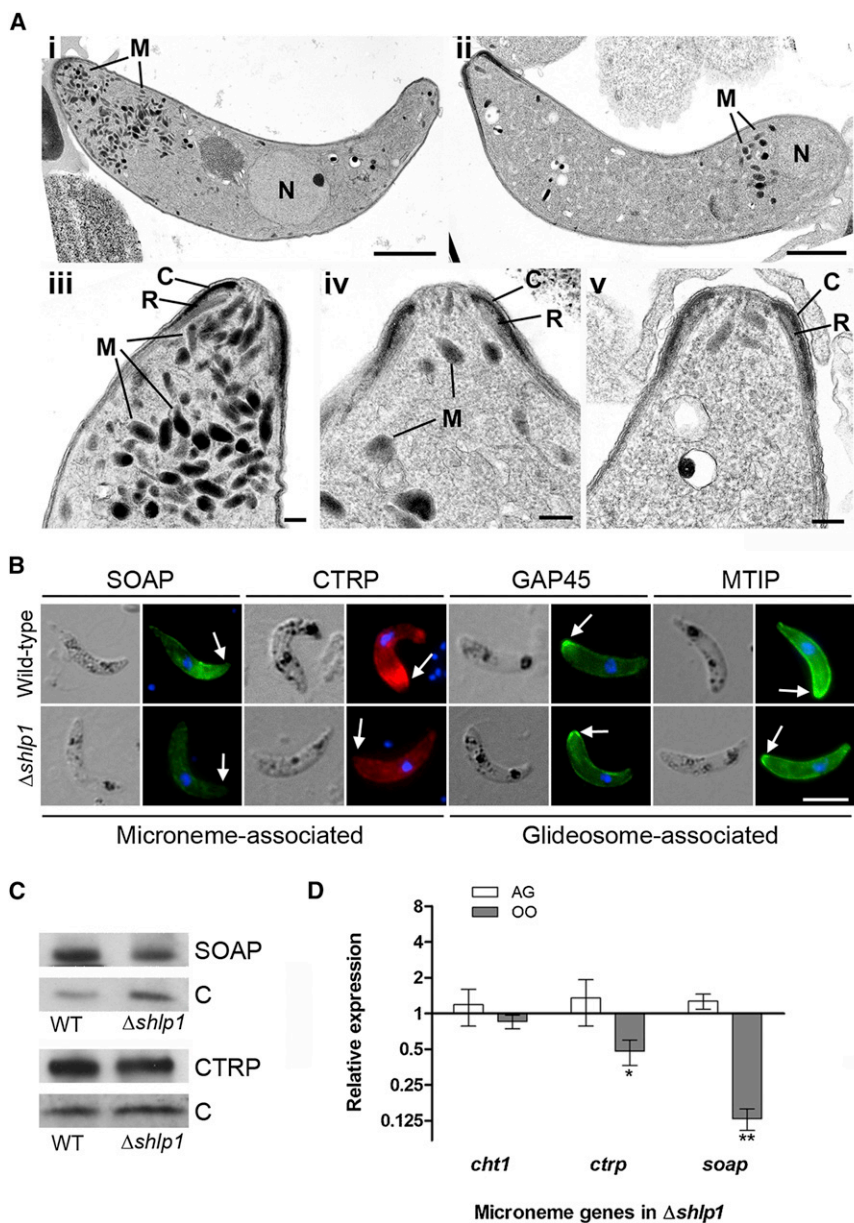 A
i
M
N
ii
M
N
iii
C
R
M
iv
C
R
M
v
C
R
B
SOAP CTRP GAP45 MTIP
Wild-type
Δshlp1
Microneme-associated Glideosome-associated
C
SOAP
C
WT Δshlp1
CTRP
C
WT Δshlp1
D
AG
OO
Relative expression
8
4
2
1
0.5
0.25
0.125
*
**
cht1 ctrp soap
Microneme genes in Δshlp1